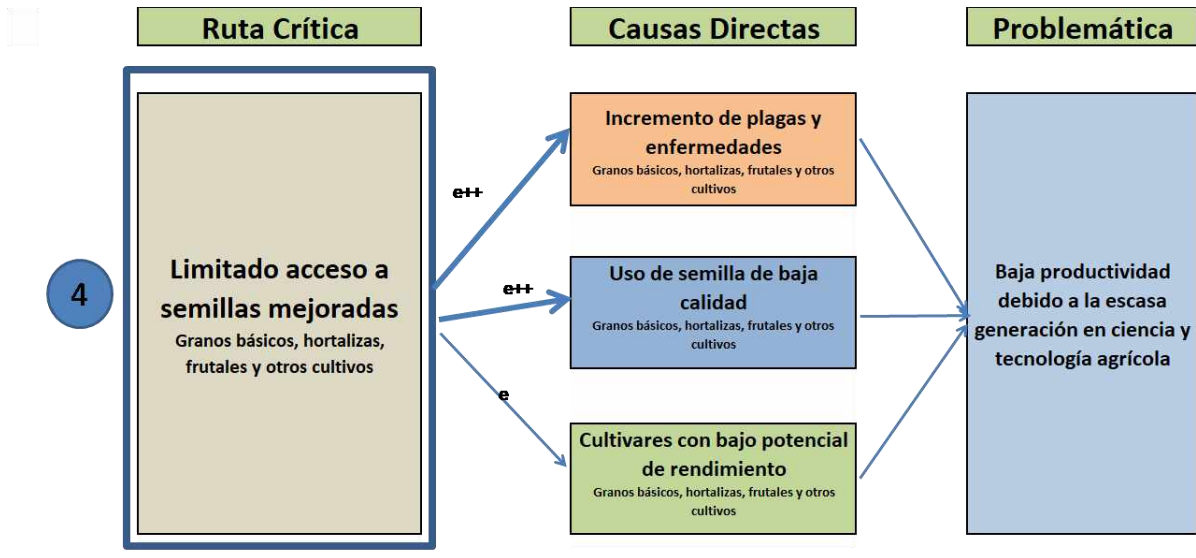 Ruta Crítica
Causas Directas
Problemática
4
Limitado acceso a
semillas mejoradas
Granos básicos, hortalizas,
frutales y otros cultivos
e++
e++
e
Incremento de plagas y
enfermedades
Granos básicos, hortalizas, frutales y otros
cultivos
Uso de semilla de baja
calidad
Granos básicos, hortalizas, frutales y otros
cultivos
Cultivares con bajo potencial
de rendimiento
Granos básicos, hortalizas, frutales y otros
cultivos
Baja productividad
debido a la escasa
generación en ciencia y
tecnología agrícola